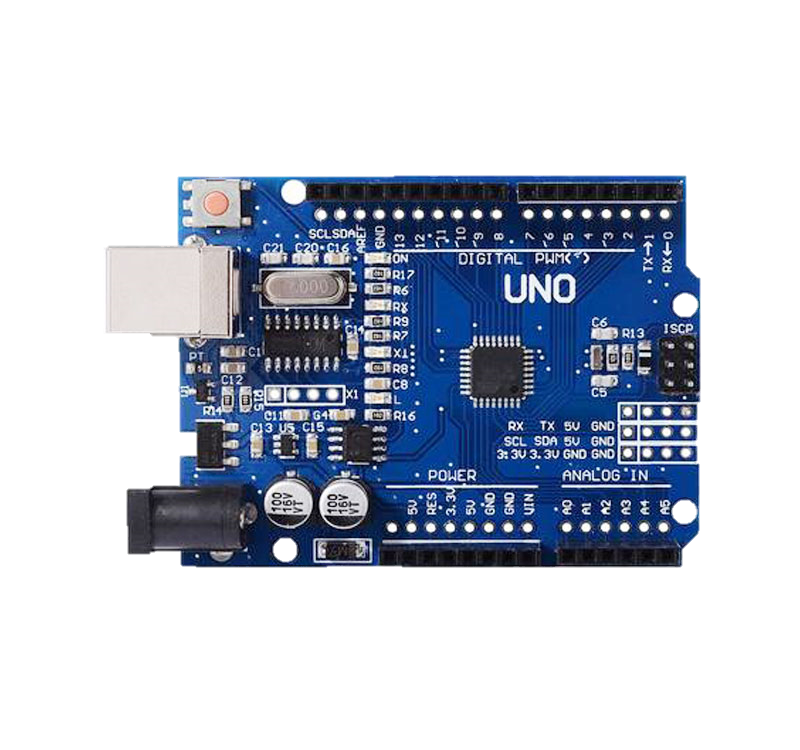 SCL SDA AREF GND 13 12 11 10 9 8 7 6 5 4 3 2 TX→1 RX←0
C21 C20 C16
ON
DIGITAL PWM(~)
R17
R6
UNO
RX
R9
C14
R7
C6
R13
ISCP
TX
PT
C1
R8
C12
C8
C5
X1
L
R14
C11
G4
R16
C13 U5 C15
RX TX 5V GND
SCL SDA 5V GND
3.3V 3.3V GND GND
POWER
ANALOG IN
100
16V
VT
100
16V
VT
5V RES 3.3V 5V GND GND VIN
A0 A1 A2 A3 A4 A5